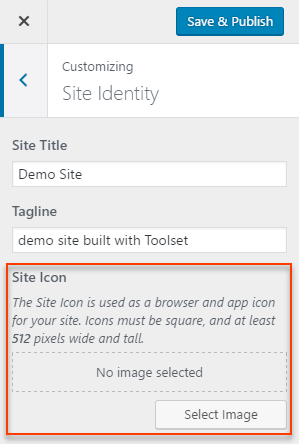 Save & Publish
Customizing
Site Identity
Site Title
Demo Site
Tagline
demo site built with Toolset
Site Icon
The Site Icon is used as a browser and app icon
for your site. Icons must be square, and at least
512 pixels wide and tall.
No image selected
Select Image